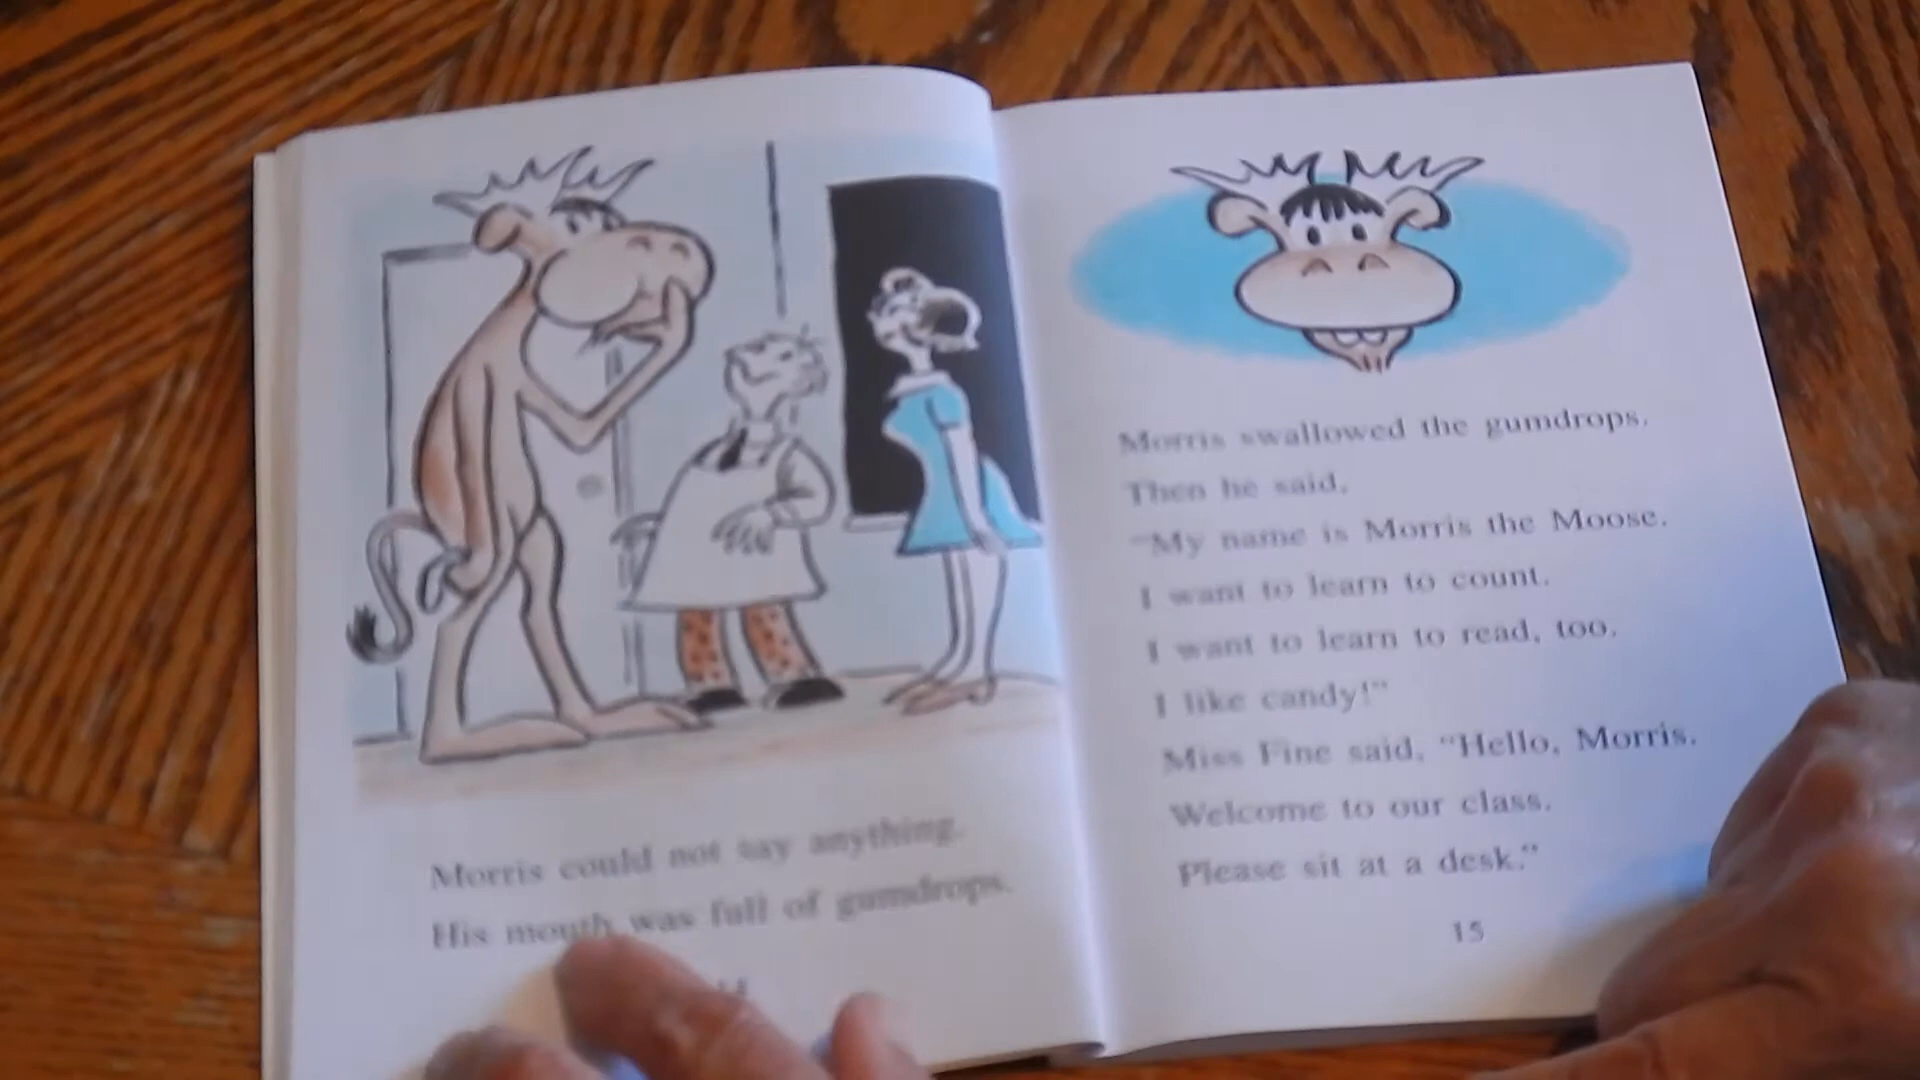 Morris could not say anything.
His mouth was full of gumdrops.
14
Morris swallowed the gumdrops.
Then he said,
"My name is Morris the Moose.
I want to learn to count.
I want to learn to read, too.
I like candy!"
Miss Fine said, "Hello, Morris.
Welcome to our class.
Please sit at a desk."
15